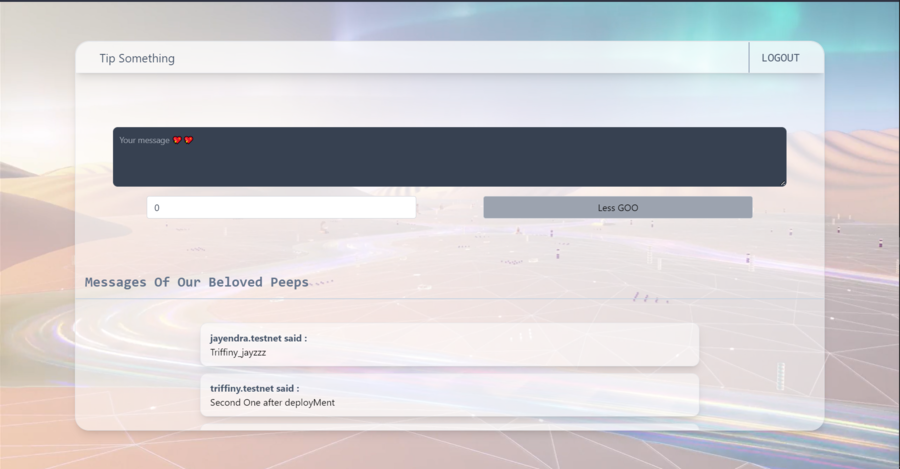 Tip Something
LOGOUT
Your message 💔 💔
0
Less GOO
Messages Of Our Beloved Peeps
jayendra.testnet said :
Triffiny_jayzzz
triffiny.testnet said :
Second One after deployMent